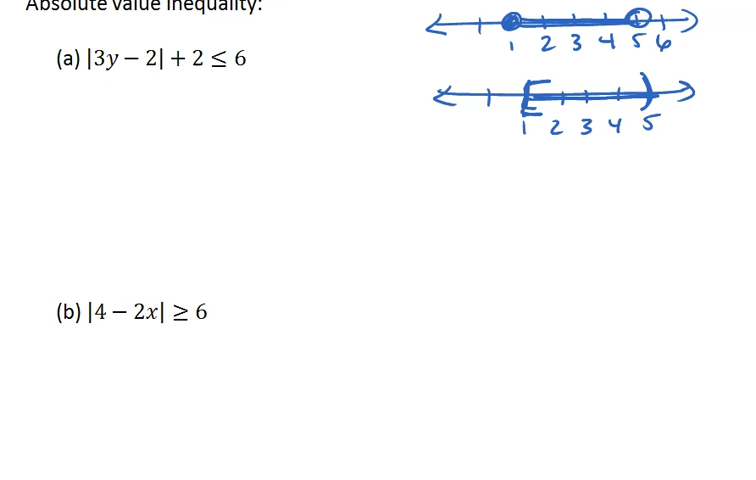 Absolute value inequality:
1 2 3 4 5 6
(a) |3y − 2| + 2 ≤ 6
1 2 3 4 5
(b) |4 − 2x| ≥ 6